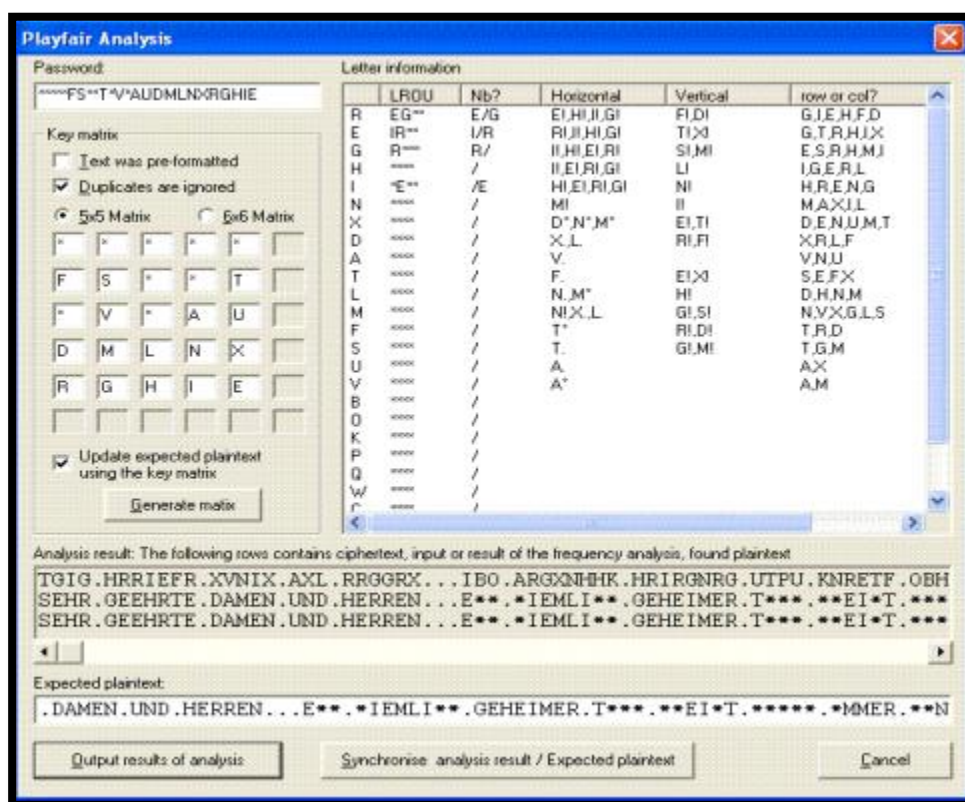 Playfair Analysis
Password:
*****FS**T*V*AUDMLNXRGHIE
Key matrix
Text was pre-formatted
Duplicates are ignored
5x5 Matrix 6x6 Matrix
* * * * *
F S * * T
* V * A U
D M L N X
R G H I E
Update expected plaintext
using the key matrix
Generate matix
Letter information
LROU Nb? Horizontal Vertical row or col?
R EG** E/G E!,H!,I!,G! F!,D! G,I,E,H,F,D
E IR** I/R R!,I!,H!,G! T!,X! G,T,R,H,I,X
G R*** R/ I!,H!,E!,R! S!,M! E,S,R,H,M,I
H **** / I!,E!,R!,G! L! I,G,E,R,L
I *E** /E H!,E!,R!,G! N! H,R,E,N,G
N **** / M! I! M,A,X,I,L
X **** / D*,N*,M* E!,T! D,E,N,U,M,T
D **** / X,.L. R!,F! X,R,L,F
A **** / V. V,N,U
T **** / F. E!,X! S,E,F,X
L **** / N.,M* H! D,H,N,M
M **** / N!,X.,L. G!,S! N,V,X,G,L,S
F **** / T* R!,D! T,R,D
S **** / T. G!,M! T,G,M
U **** / A. A,X
V **** / A* A,M
B **** /
O **** /
K **** /
P **** /
Q **** /
W **** /
Analysis result: The following rows contains ciphertext, input or result of the frequency analysis, found plaintext
TGIG.HRRIEFR.XVNIX.AXL.RRGGRX...IBO.ARGXNHHK.HRIRGNRG.UTPU.KNRETF.OBH
SEHR.GEEHRTE.DAMEN.UND.HERREN...E**.*IEMLI**.GEHEIMER.T***.**EI*T.***
SEHR.GEEHRTE.DAMEN.UND.HERREN...E**.*IEMLI**.GEHEIMER.T***.**EI*T.***
Expected plaintext:
.DAMEN.UND.HERREN...E**.*IEMLI**.GEHEIMER.T***.**EI*T.*****.*MMER.**N
Output results of analysis
Synchronise analysis result / Expected plaintext
Cancel